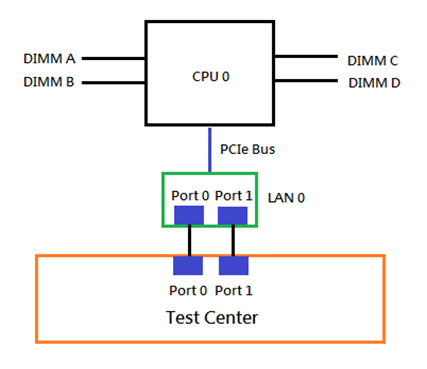 DIMM A
DIMM B
CPU 0
DIMM C
DIMM D
PCIe Bus
Port 0 Port 1
LAN 0
Port 0 Port 1
Test Center